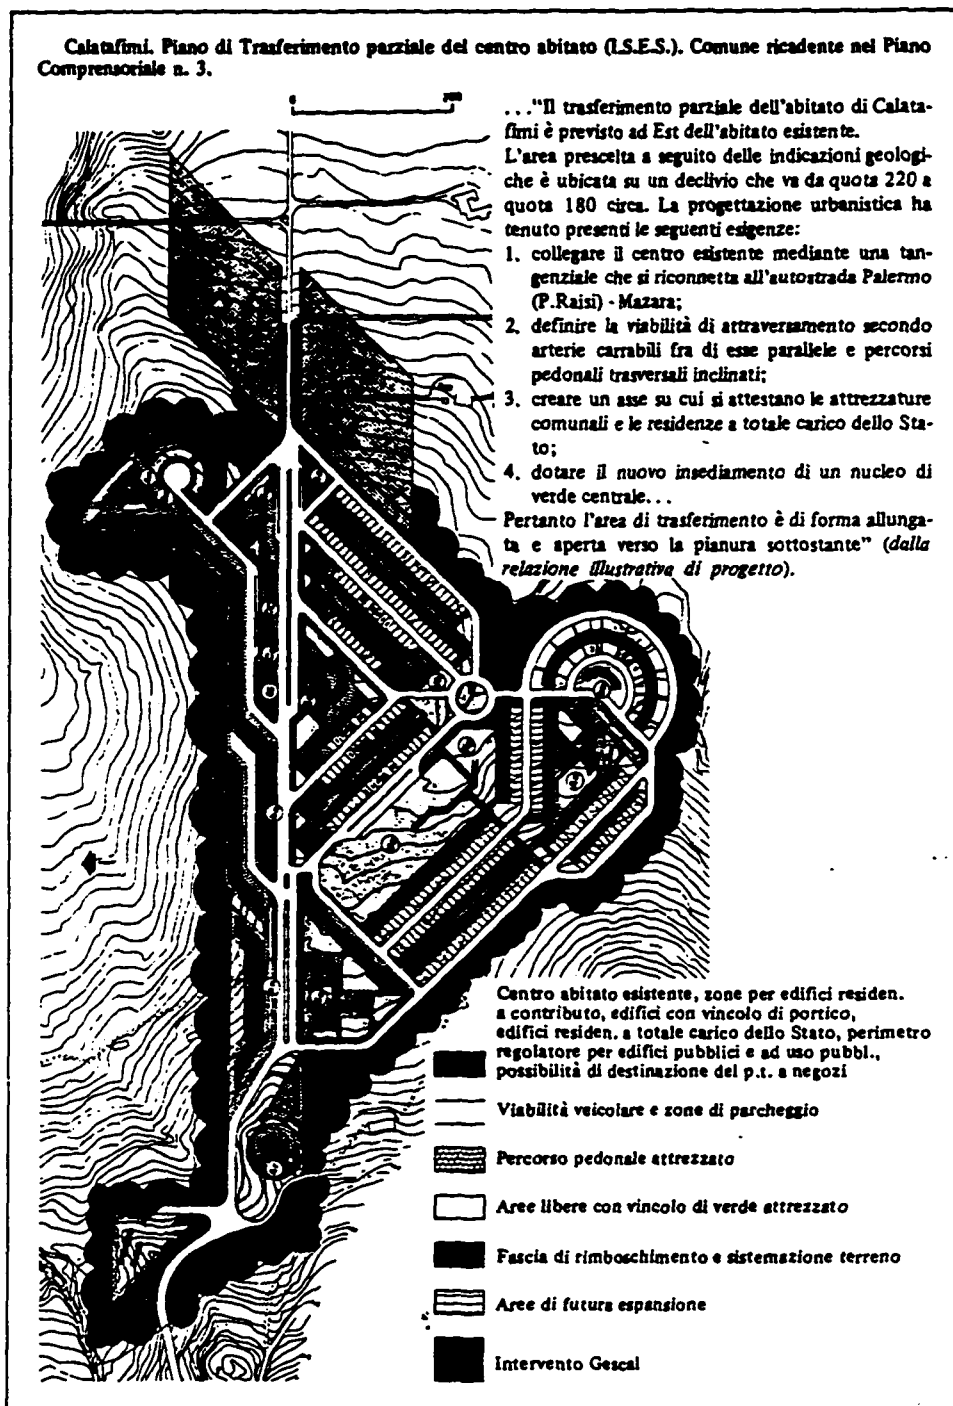 Calatafimi. Piano di Trasferimento parziale del centro abitato (I.S.E.S.). Comune ricadente nel Piano
Comprensoriale n. 3.
..."Il trasferimento parziale dell'abitato di Calata-
fimi è previsto ad Est dell'abitato esistente.
L'area prescelta a seguito delle indicazioni geologi-
che è ubicata su un declivio che va da quota 220 a
quota 180 circa. La progettazione urbanistica ha
tenuto presenti le seguenti esigenze:
1. collegare il centro esistente mediante una tan-
genziale che si riconnetta all'autostrada Palermo
(P.Raisi) - Mazara;
2. definire la viabilità di attraversamento secondo
arterie carrabili fra di esse parallele e percorsi
pedonali trasversali inclinati;
3. creare un asse su cui si attestano le attrezzature
comunali e le residenze a totale carico dello Sta-
to;
4. dotare il nuovo insediamento di un nucleo di
verde centrale...
Pertanto l'area di trasferimento è di forma allunga-
ta e aperta verso la pianura sottostante" (dalla
relazione illustrativa di progetto).
Centro abitato esistente, zone per edifici residen.
a contributo, edifici con vincolo di portico,
edifici residen. a totale carico dello Stato, perimetro
regolatore per edifici pubblici e ad uso pubbl.,
possibilità di destinazione del p.t. a negozi
Viabilità veicolare e zone di parcheggio
Percorso pedonale attrezzato
Aree libere con vincolo di verde attrezzato
Fascia di rimboschimento e sistemazione terreno
Aree di futura espansione
Intervento Gescal